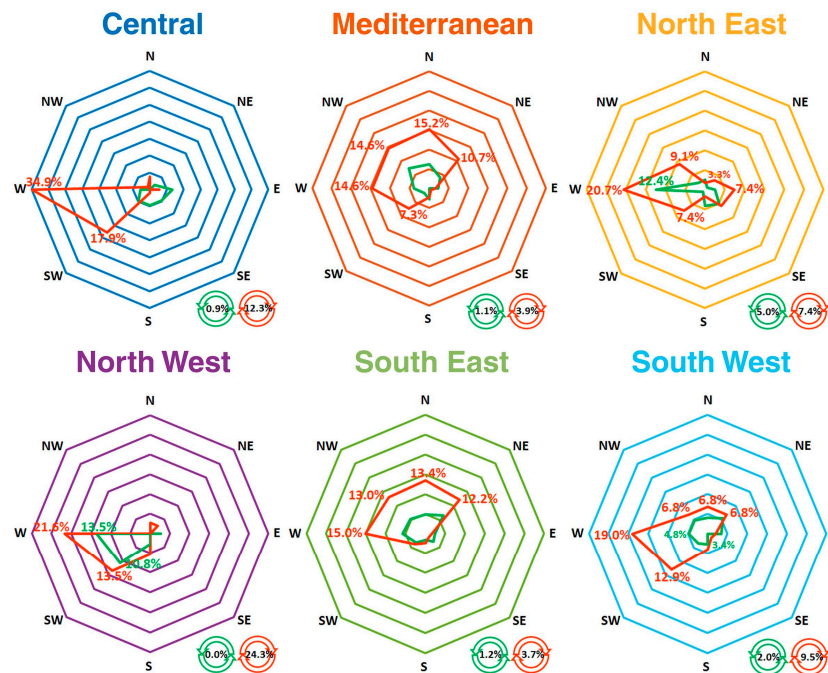 Central
Mediterranean
North East
N
NW
NE
34.9%
W
E
17.9%
SW
SE
S
0.9%
12.3%
N
NW
NE
15.2%
14.6%
10.7%
W
14.6%
E
7.3%
SW
SE
S
1.1%
3.9%
N
NW
NE
9.1%
12.4%
3.3%
W
20.7%
7.4%
E
7.4%
SW
SE
S
5.0%
7.4%
North West
South East
South West
N
NW
NE
W
21.6%
13.5%
E
10.8%
13.5%
SW
SE
S
0.0%
24.3%
N
NW
NE
13.4%
13.0%
12.2%
W
15.0%
E
SW
SE
S
1.2%
3.7%
N
NW
NE
6.8%
6.8%
6.8%
W
19.0%
4.8%
E
3.4%
12.9%
SW
SE
S
2.0%
9.5%